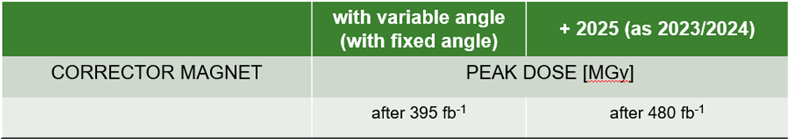 with variable angle
(with fixed angle)
+ 2025 (as 2023/2024)
CORRECTOR MAGNET
PEAK DOSE [MGy]
after 395 fb⁻¹
after 480 fb⁻¹